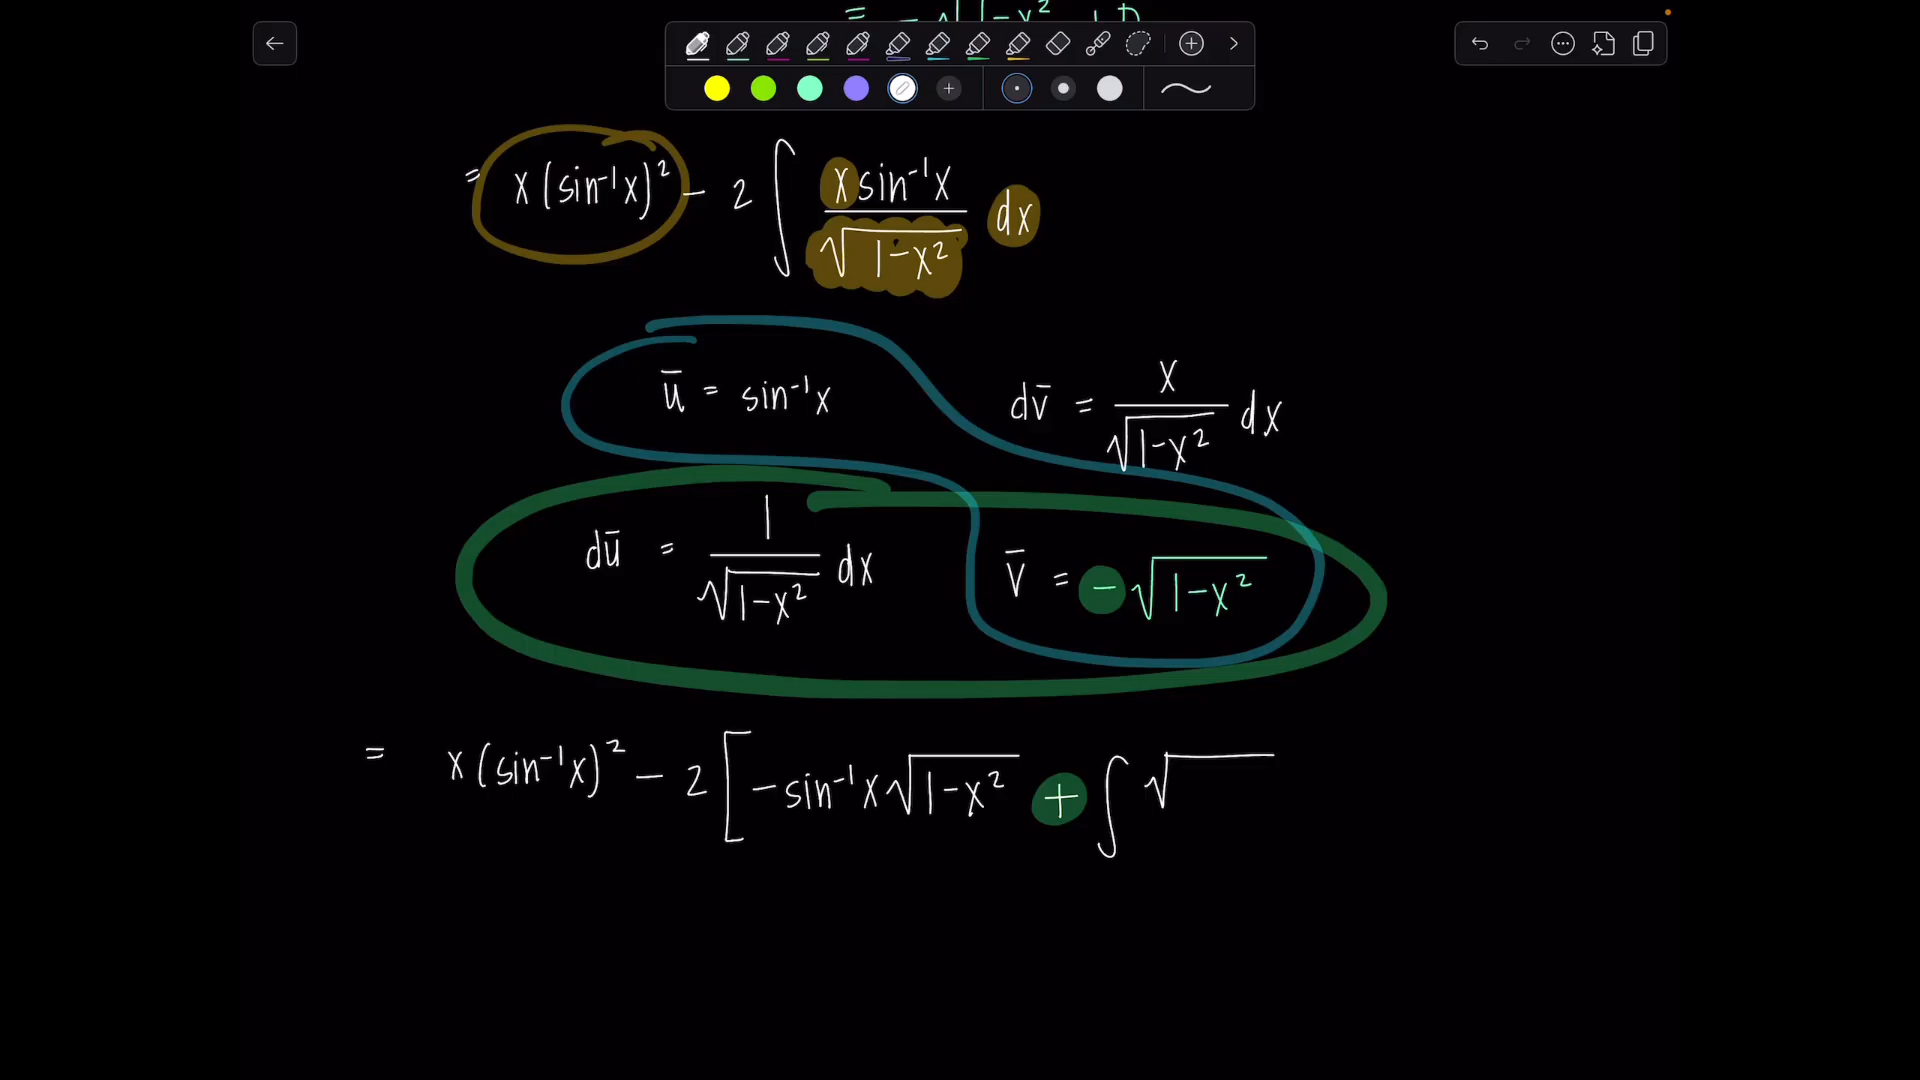 = x (sin⁻¹x)² − 2 ∫ x sin⁻¹x / √(1−x²) dx
ū = sin⁻¹x
dv̄ = x / √(1−x²) dx
dū = 1 / √(1−x²) dx
v̄ = − √(1−x²)
= x (sin⁻¹x)² − 2 [ − sin⁻¹x √(1−x²) + ∫ √